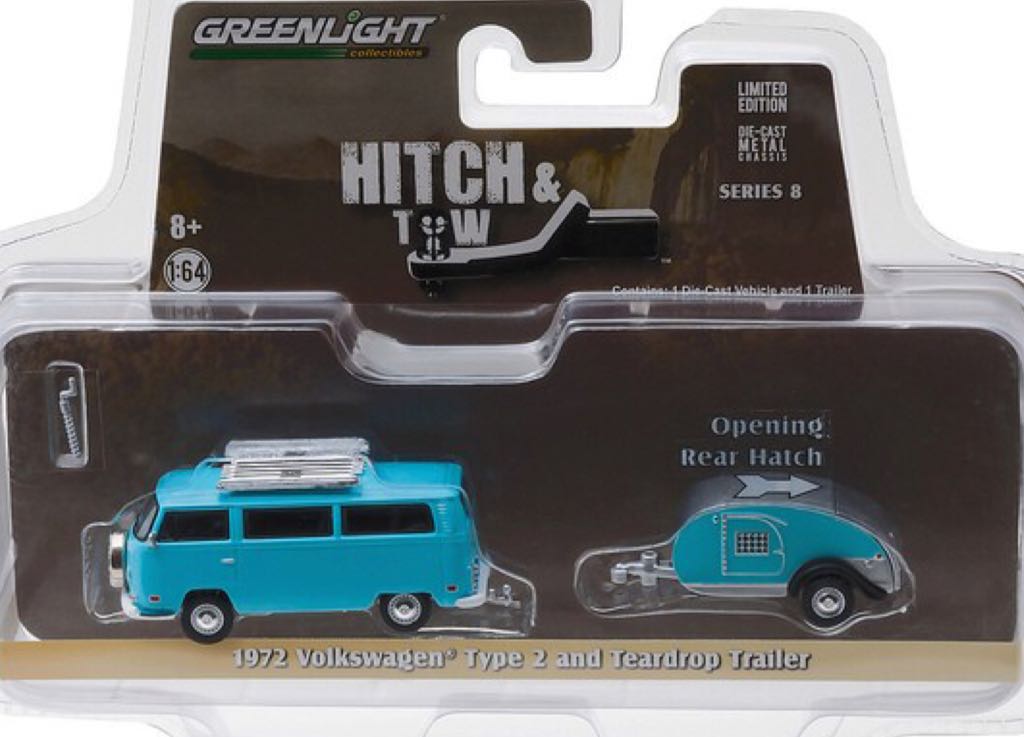 GREENLiGHT
collectibles
LIMITED
EDITION
DIE-CAST
METAL
CHASSIS
HITCH &
TOW
SERIES 8
8+
1:64
™
Contains: 1 Die-Cast Vehicle and 1 Trailer
Opening
Rear Hatch
1972 Volkswagen® Type 2 and Teardrop Trailer